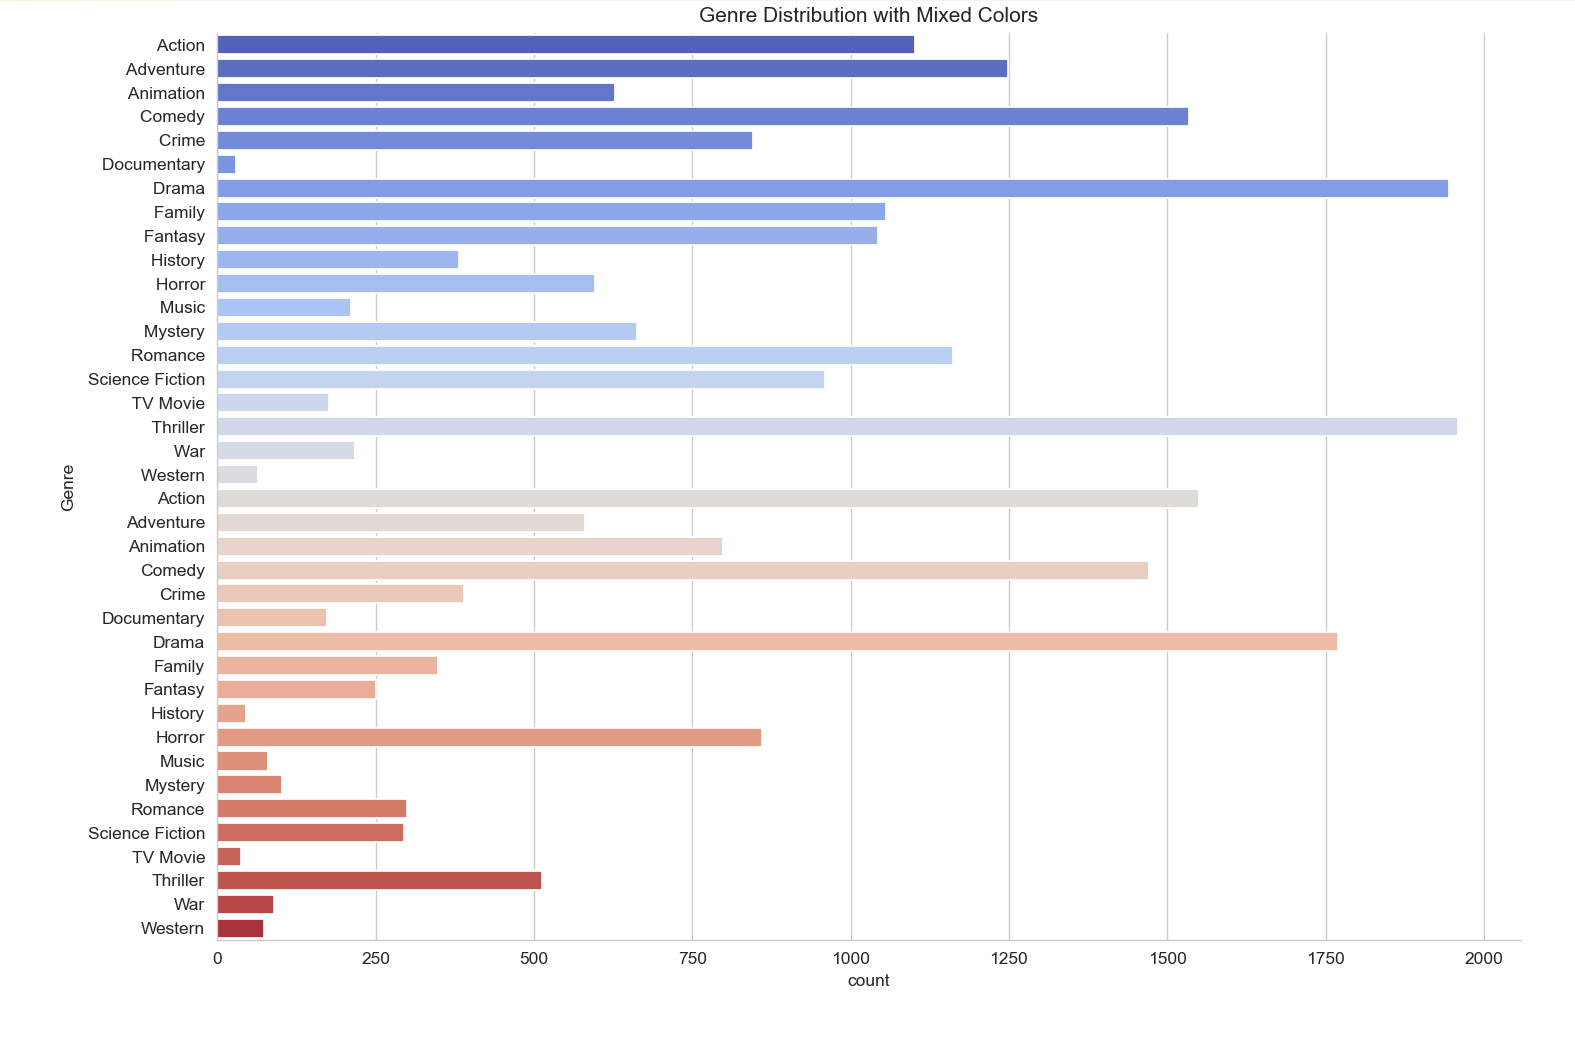 Genre Distribution with Mixed Colors
Action
Adventure
Animation
Comedy
Crime
Documentary
Drama
Family
Fantasy
History
Horror
Music
Mystery
Romance
Science Fiction
TV Movie
Thriller
War
Western
Action
Adventure
Animation
Comedy
Crime
Documentary
Drama
Family
Fantasy
History
Horror
Music
Mystery
Romance
Science Fiction
TV Movie
Thriller
War
Western
Genre
0 250 500 750 1000 1250 1500 1750 2000
count